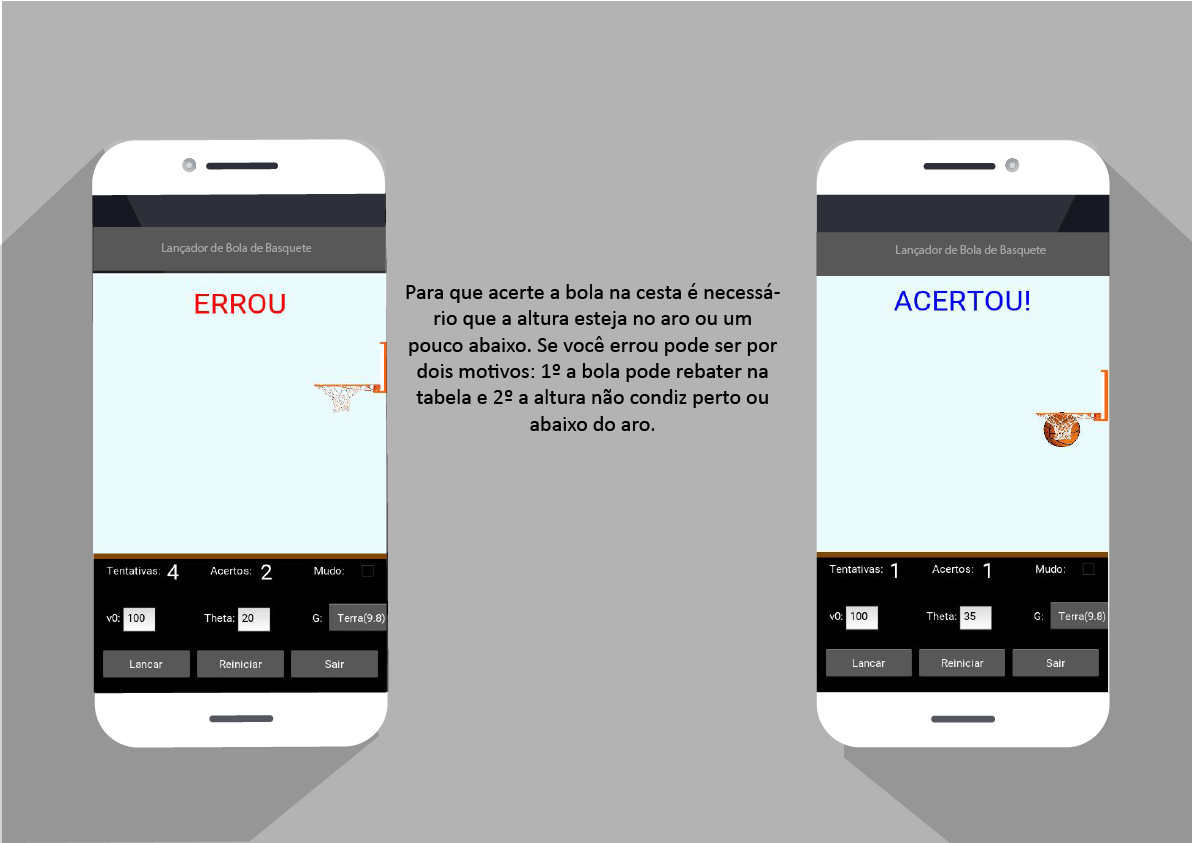 Lançador de Bola de Basquete
ERROU
Tentativas: 4 Acertos: 2 Mudo:
v0: 100 Theta: 20 G: Terra(9.8)
Lancar Reiniciar Sair
Para que acerte a bola na cesta é necessá-
rio que a altura esteja no aro ou um
pouco abaixo. Se você errou pode ser por
dois motivos: 1º a bola pode rebater na
tabela e 2º a altura não condiz perto ou
abaixo do aro.
Lançador de Bola de Basquete
ACERTOU!
Tentativas: 1 Acertos: 1 Mudo:
v0: 100 Theta: 35 G: Terra(9.8)
Lancar Reiniciar Sair